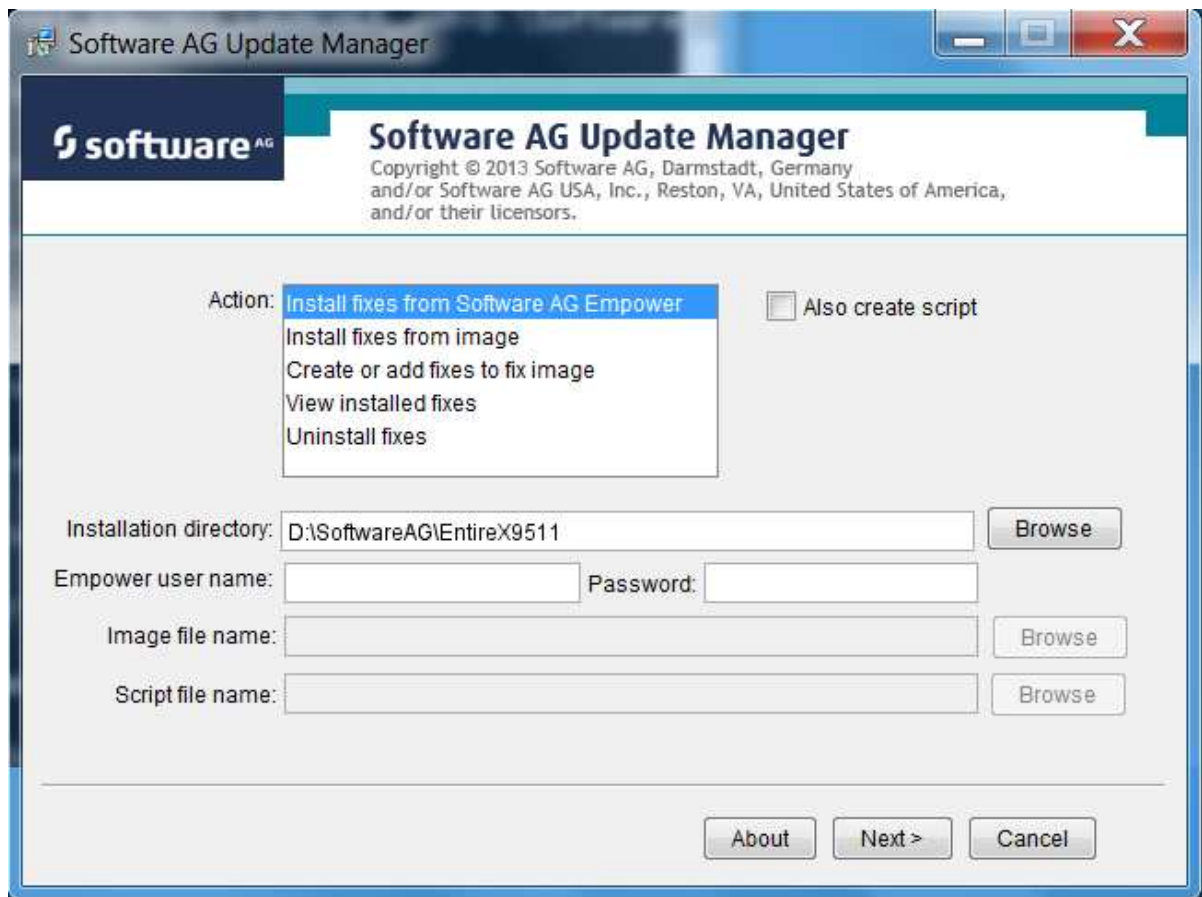 Software AG Update Manager
software AG
Software AG Update Manager
Copyright © 2013 Software AG, Darmstadt, Germany
and/or Software AG USA, Inc., Reston, VA, United States of America,
and/or their licensors.
Action:
Install fixes from Software AG Empower
Also create script
Install fixes from image
Create or add fixes to fix image
View installed fixes
Uninstall fixes
Installation directory: D:\SoftwareAG\EntireX9511 Browse
Empower user name: Password:
Image file name: Browse
Script file name: Browse
About Next > Cancel